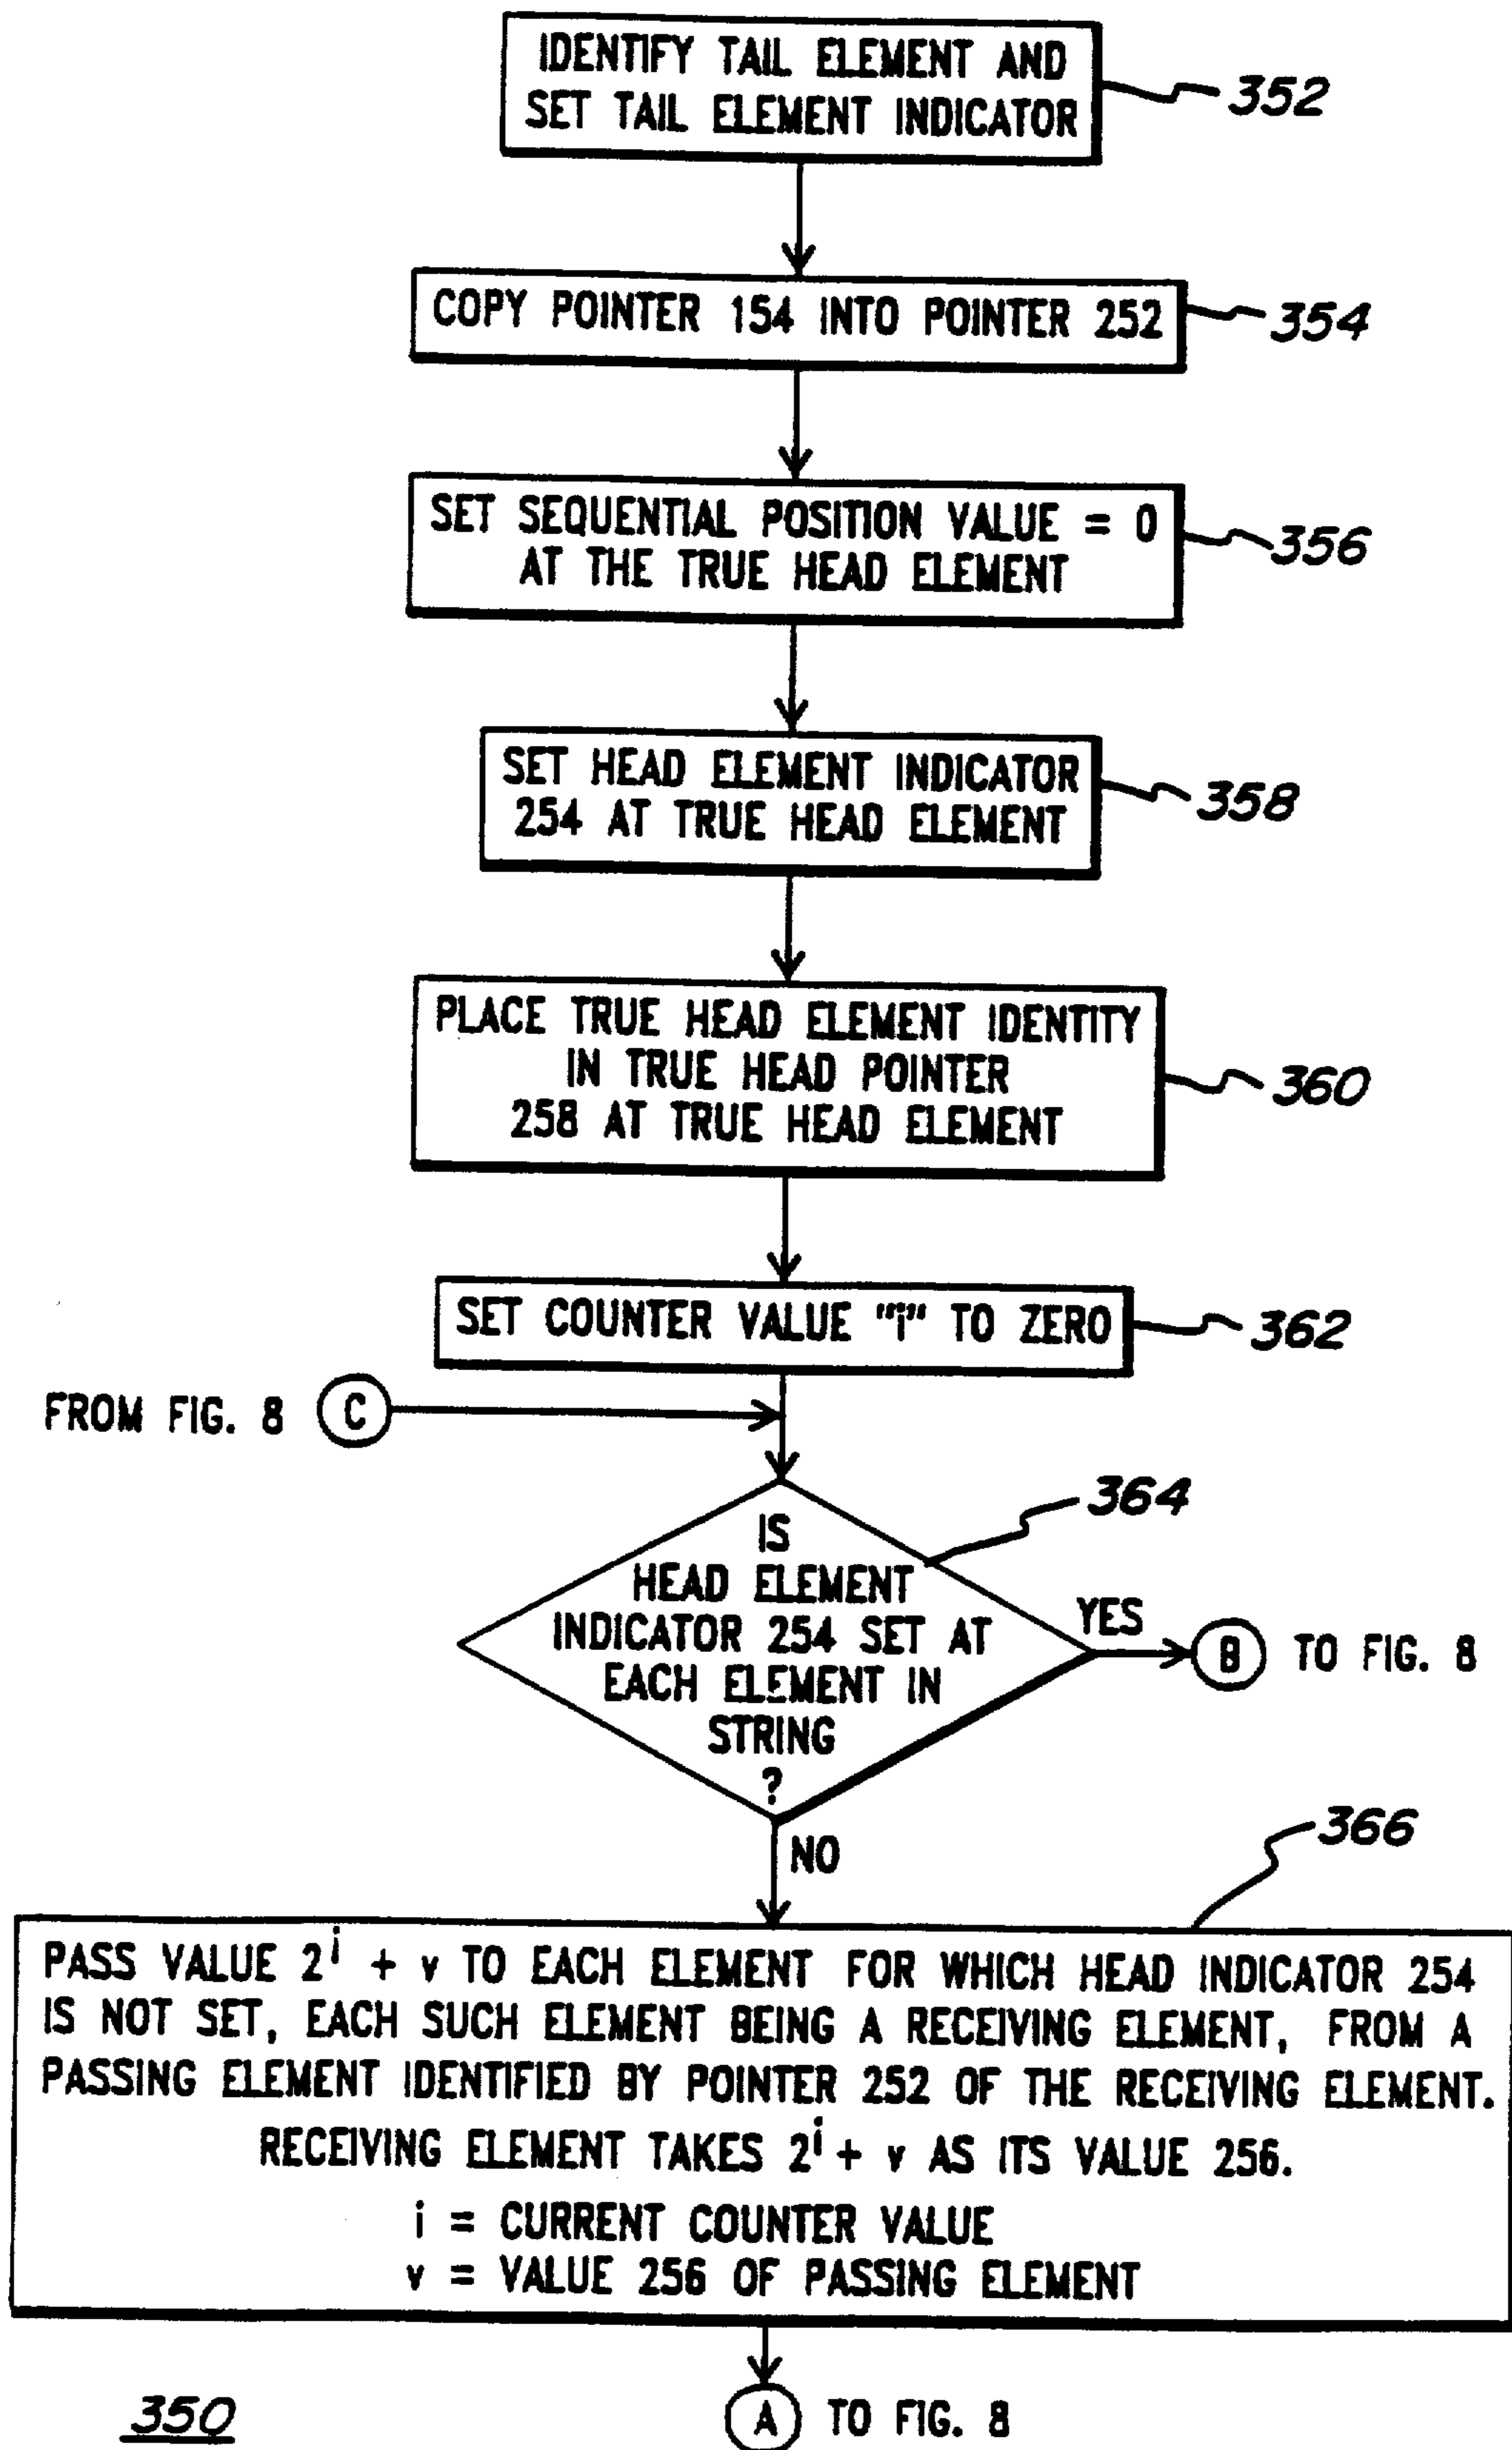 IDENTIFY TAIL ELEMENT AND
SET TAIL ELEMENT INDICATOR
352
COPY POINTER 154 INTO POINTER 252
354
SET SEQUENTIAL POSITION VALUE = 0
AT THE TRUE HEAD ELEMENT
356
SET HEAD ELEMENT INDICATOR
254 AT TRUE HEAD ELEMENT
358
PLACE TRUE HEAD ELEMENT IDENTITY
IN TRUE HEAD POINTER
258 AT TRUE HEAD ELEMENT
360
SET COUNTER VALUE "i" TO ZERO
362
FROM FIG. 8 C
364
IS
HEAD ELEMENT
INDICATOR 254 SET AT
EACH ELEMENT IN
STRING
?
YES
B TO FIG. 8
NO
366
PASS VALUE 2^i + v TO EACH ELEMENT FOR WHICH HEAD INDICATOR 254
IS NOT SET, EACH SUCH ELEMENT BEING A RECEIVING ELEMENT, FROM A
PASSING ELEMENT IDENTIFIED BY POINTER 252 OF THE RECEIVING ELEMENT.
RECEIVING ELEMENT TAKES 2^i + v AS ITS VALUE 256.
i = CURRENT COUNTER VALUE
v = VALUE 256 OF PASSING ELEMENT
350
A TO FIG. 8